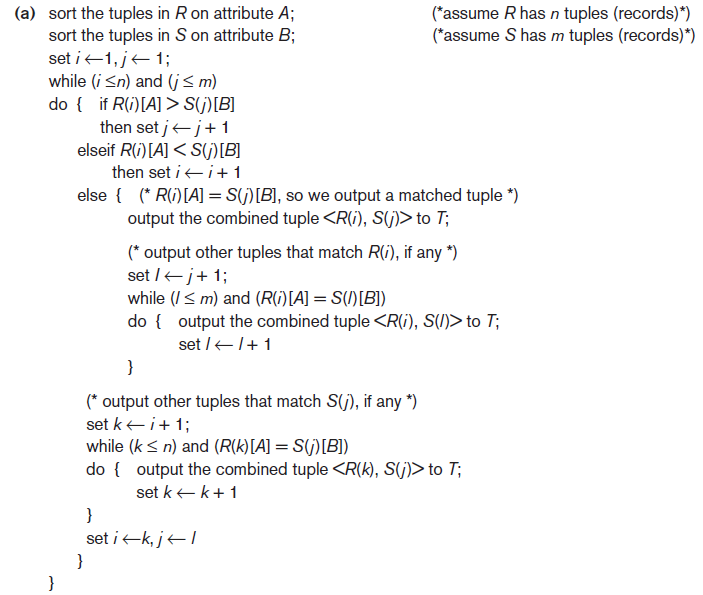 (a) sort the tuples in R on attribute A; (*assume R has n tuples (records)*)
sort the tuples in S on attribute B; (*assume S has m tuples (records)*)
set i ← 1, j ← 1;
while (i ≤ n) and (j ≤ m)
do { if R(i)[A] > S(j)[B]
then set j ← j + 1
elseif R(i)[A] < S(j)[B]
then set i ← i + 1
else { (* R(i)[A] = S(j)[B], so we output a matched tuple *)
output the combined tuple <R(i), S(j)> to T;
(* output other tuples that match R(i), if any *)
set l ← j + 1;
while (l ≤ m) and (R(i)[A] = S(l)[B])
do { output the combined tuple <R(i), S(l)> to T;
set l ← l + 1
}
(* output other tuples that match S(j), if any *)
set k ← i + 1;
while (k ≤ n) and (R(k)[A] = S(j)[B])
do { output the combined tuple <R(k), S(j)> to T;
set k ← k + 1
}
set i ← k, j ← l
}
}